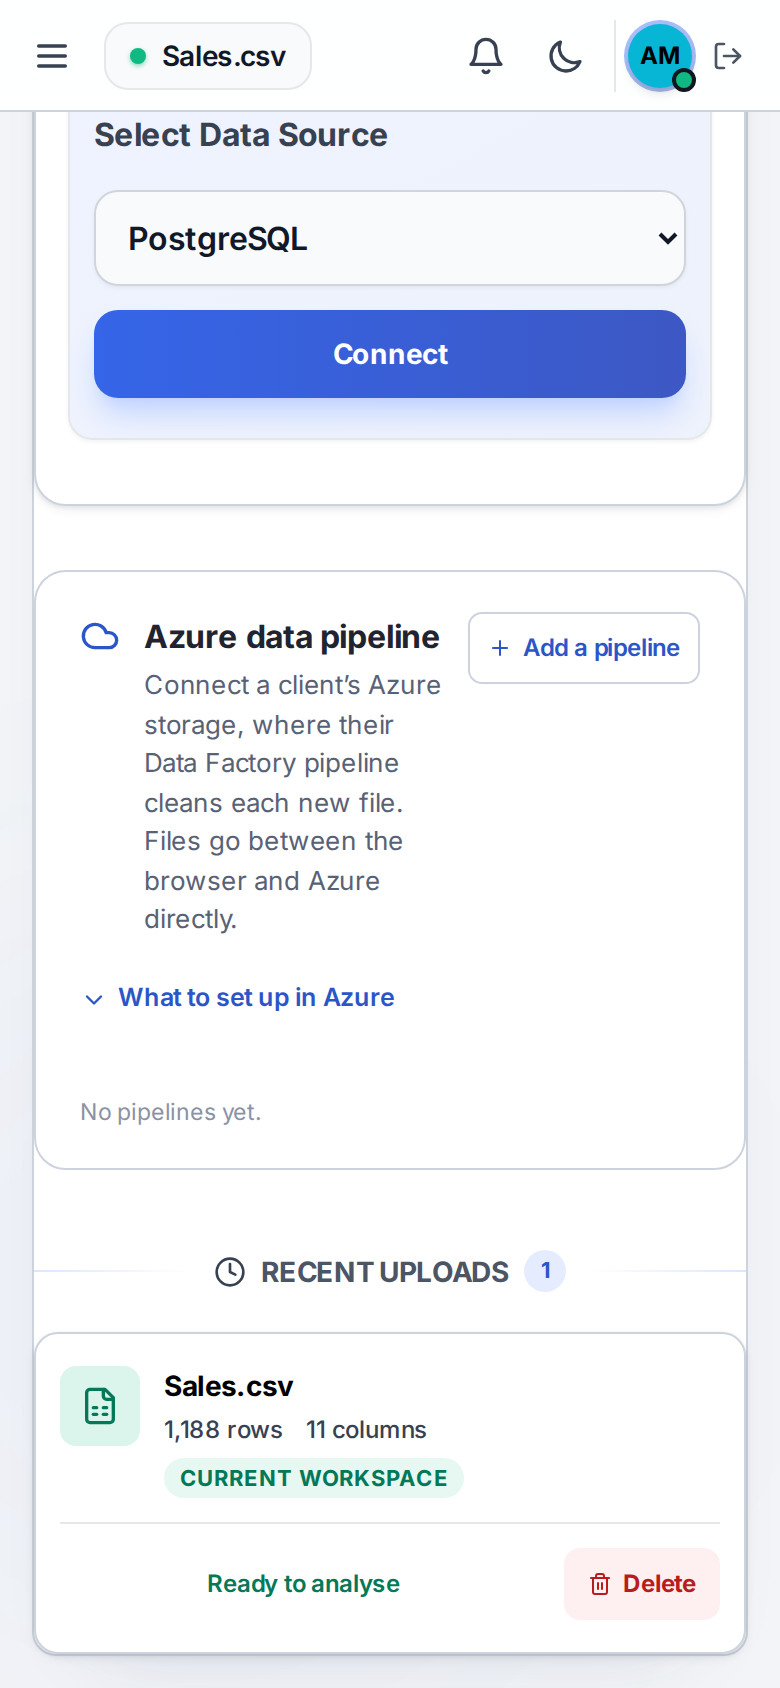 Sales.csv
AM
Select Data Source
PostgreSQL
Connect
Azure data pipeline
Add a pipeline
Connect a client’s Azure
storage, where their
Data Factory pipeline
cleans each new file.
Files go between the
browser and Azure
directly.
What to set up in Azure
No pipelines yet.
RECENT UPLOADS 1
Sales.csv
1,188 rows 11 columns
CURRENT WORKSPACE
Ready to analyse
Delete